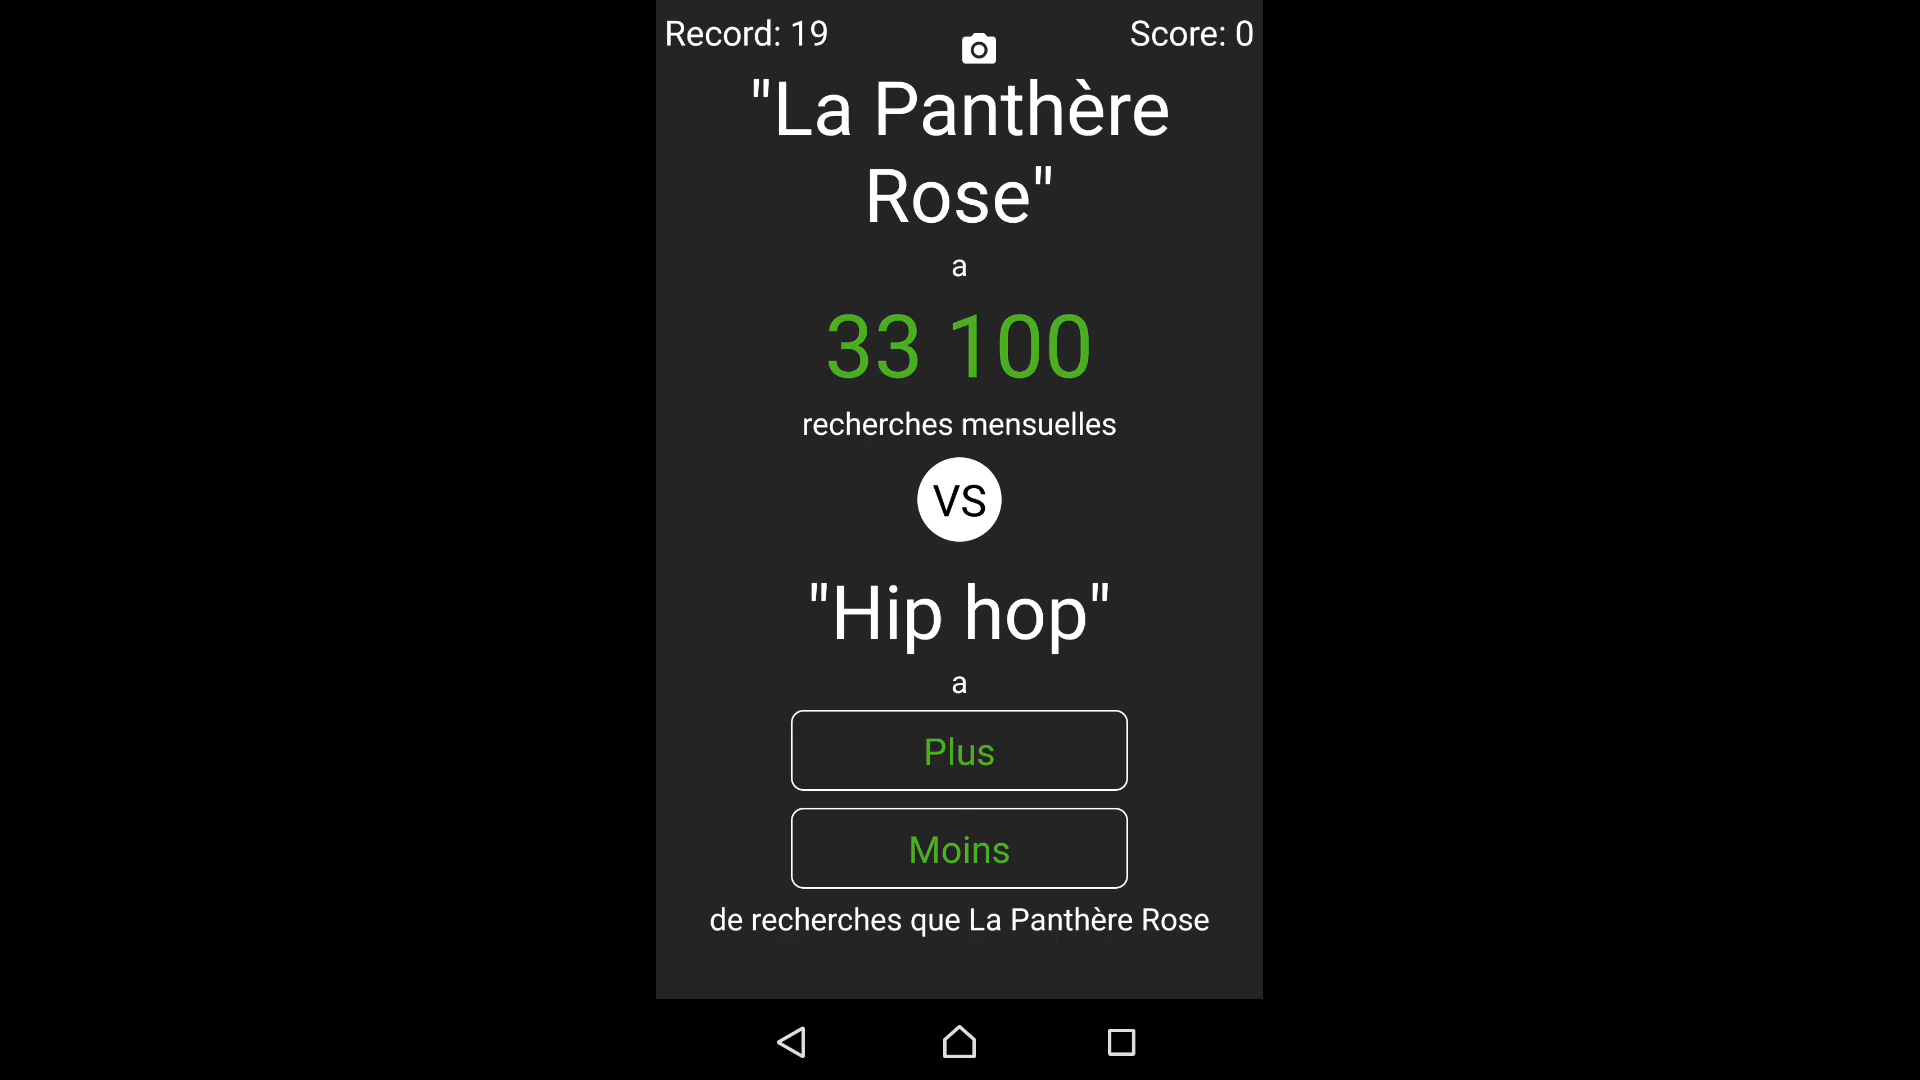 Record: 19
Score: 0
"La Panthère
Rose"
a
33 100
recherches mensuelles
VS
"Hip hop"
a
Plus
Moins
de recherches que La Panthère Rose